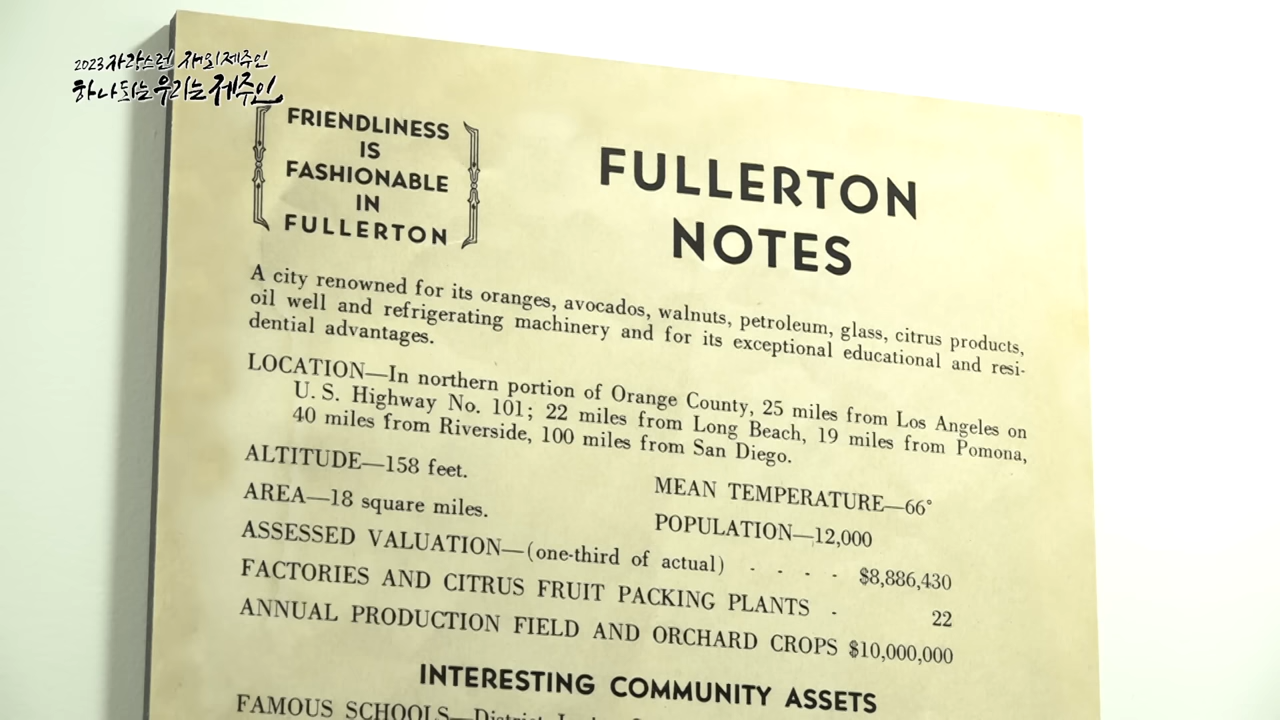 2023 자랑스런 재외제주인
하나되는 우리는 제주인
FRIENDLINESS
IS
FASHIONABLE
IN
FULLERTON
FULLERTON
NOTES
A city renowned for its oranges, avocados, walnuts, petroleum, glass, citrus products,
oil well and refrigerating machinery and for its exceptional educational and resi-
dential advantages.
LOCATION—In northern portion of Orange County, 25 miles from Los Angeles on
U. S. Highway No. 101; 22 miles from Long Beach, 19 miles from Pomona,
40 miles from Riverside, 100 miles from San Diego.
ALTITUDE—158 feet.
MEAN TEMPERATURE—66°
AREA—18 square miles.
POPULATION—12,000
ASSESSED VALUATION—(one-third of actual) - - - - $8,886,430
FACTORIES AND CITRUS FRUIT PACKING PLANTS - 22
ANNUAL PRODUCTION FIELD AND ORCHARD CROPS $10,000,000
INTERESTING COMMUNITY ASSETS
FAMOUS SCHOOLS—District